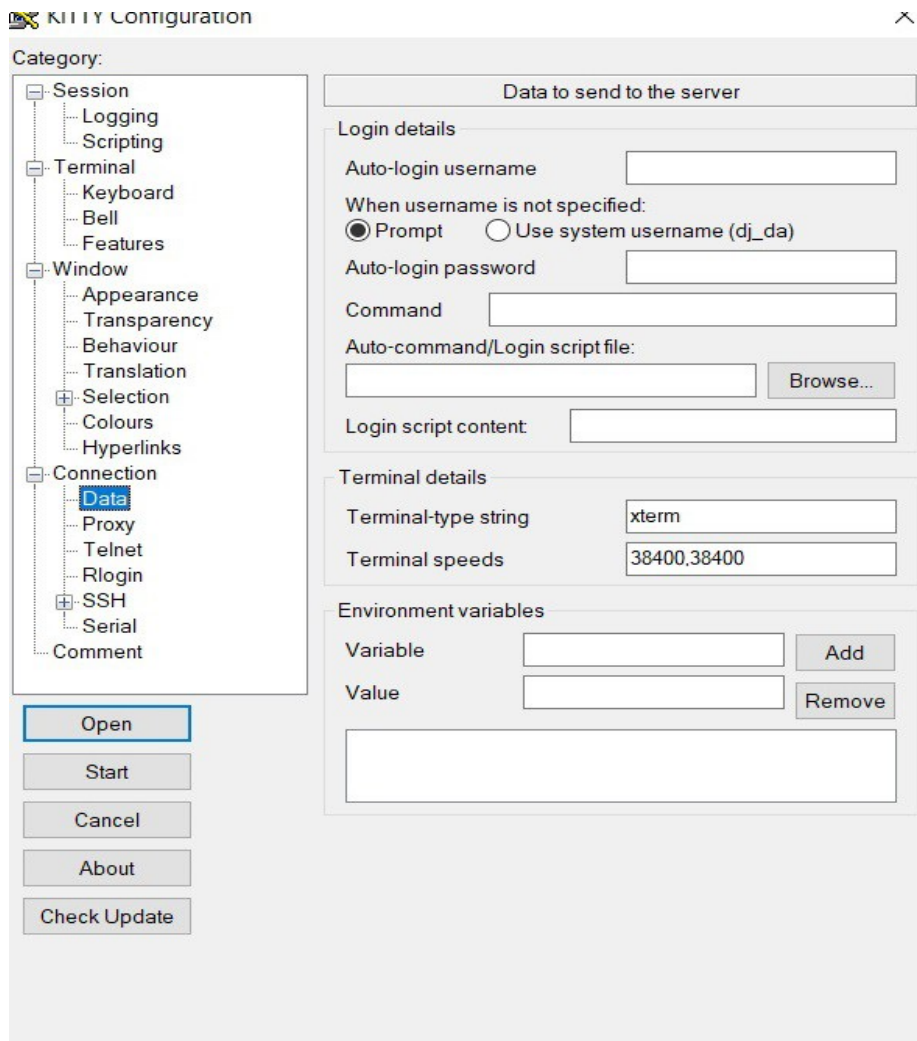 KiTTY Configuration
Category:
Session
Logging
Scripting
Terminal
Keyboard
Bell
Features
Window
Appearance
Transparency
Behaviour
Translation
Selection
Colours
Hyperlinks
Connection
Data
Proxy
Telnet
Rlogin
SSH
Serial
Comment
Open
Start
Cancel
About
Check Update
Data to send to the server
Login details
Auto-login username
When username is not specified:
Prompt Use system username (dj_da)
Auto-login password
Command
Auto-command/Login script file:
Browse...
Login script content:
Terminal details
Terminal-type string xterm
Terminal speeds 38400,38400
Environment variables
Variable Add
Value Remove